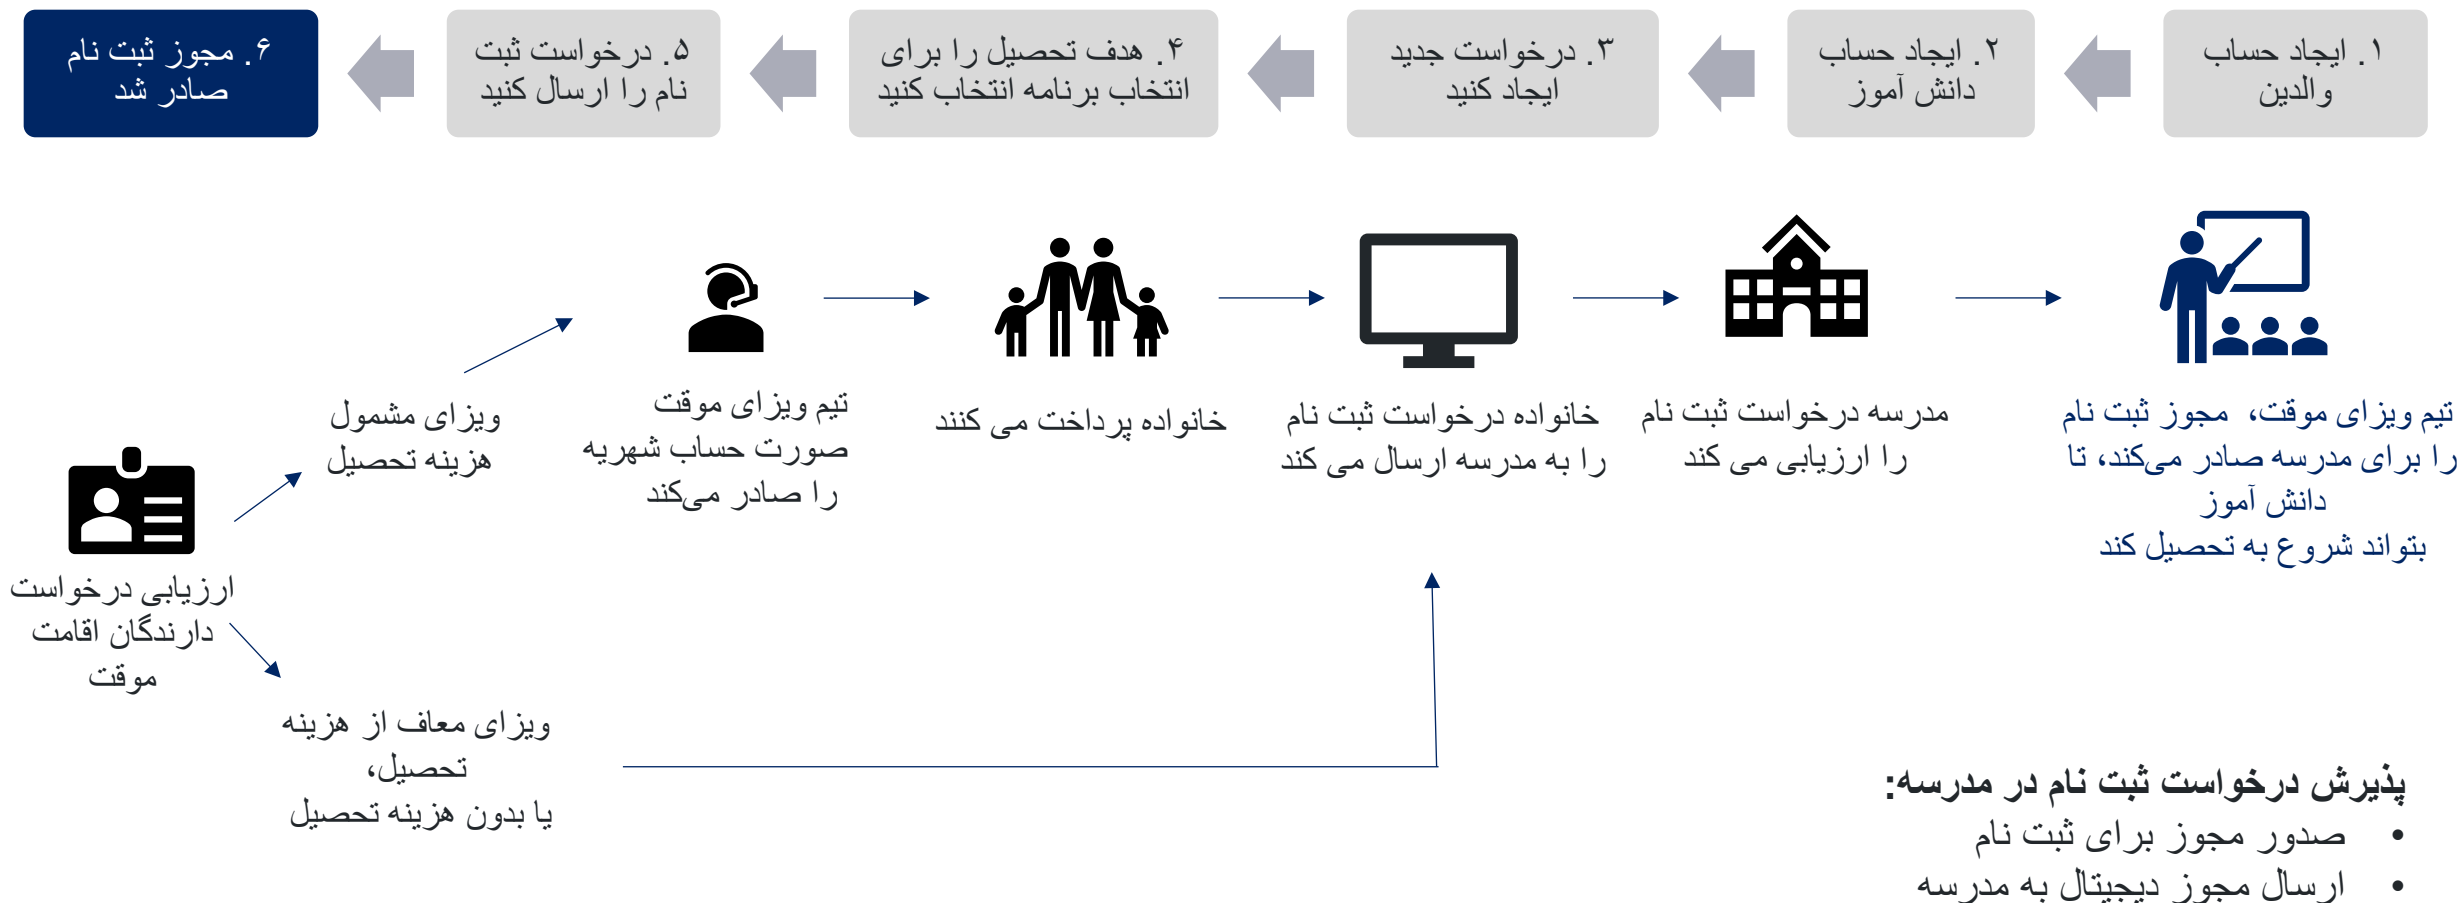 ۱. ایجاد حساب
والدین
۲. ایجاد حساب
دانش آموز
۳. درخواست جدید
ایجاد کنید
۴. هدف تحصیل را برای
انتخاب برنامه انتخاب کنید
۵. درخواست ثبت
نام را ارسال کنید
۶. مجوز ثبت نام
صادر شد
ارزیابی درخواست
دارندگان اقامت
موقت
ویزای مشمول
هزینه تحصیل
تیم ویزای موقت
صورت حساب شهریه
را صادر می‌کند
خانواده پرداخت می کنند
خانواده درخواست ثبت نام
را به مدرسه ارسال می کند
مدرسه درخواست ثبت نام
را ارزیابی می کند
تیم ویزای موقت، مجوز ثبت نام
را برای مدرسه صادر می‌کند، تا
دانش آموز
بتواند شروع به تحصیل کند
ویزای معاف از هزینه
تحصیل،
یا بدون هزینه تحصیل
پذیرش درخواست ثبت نام در مدرسه:
• صدور مجوز برای ثبت نام
• ارسال مجوز دیجیتال به مدرسه